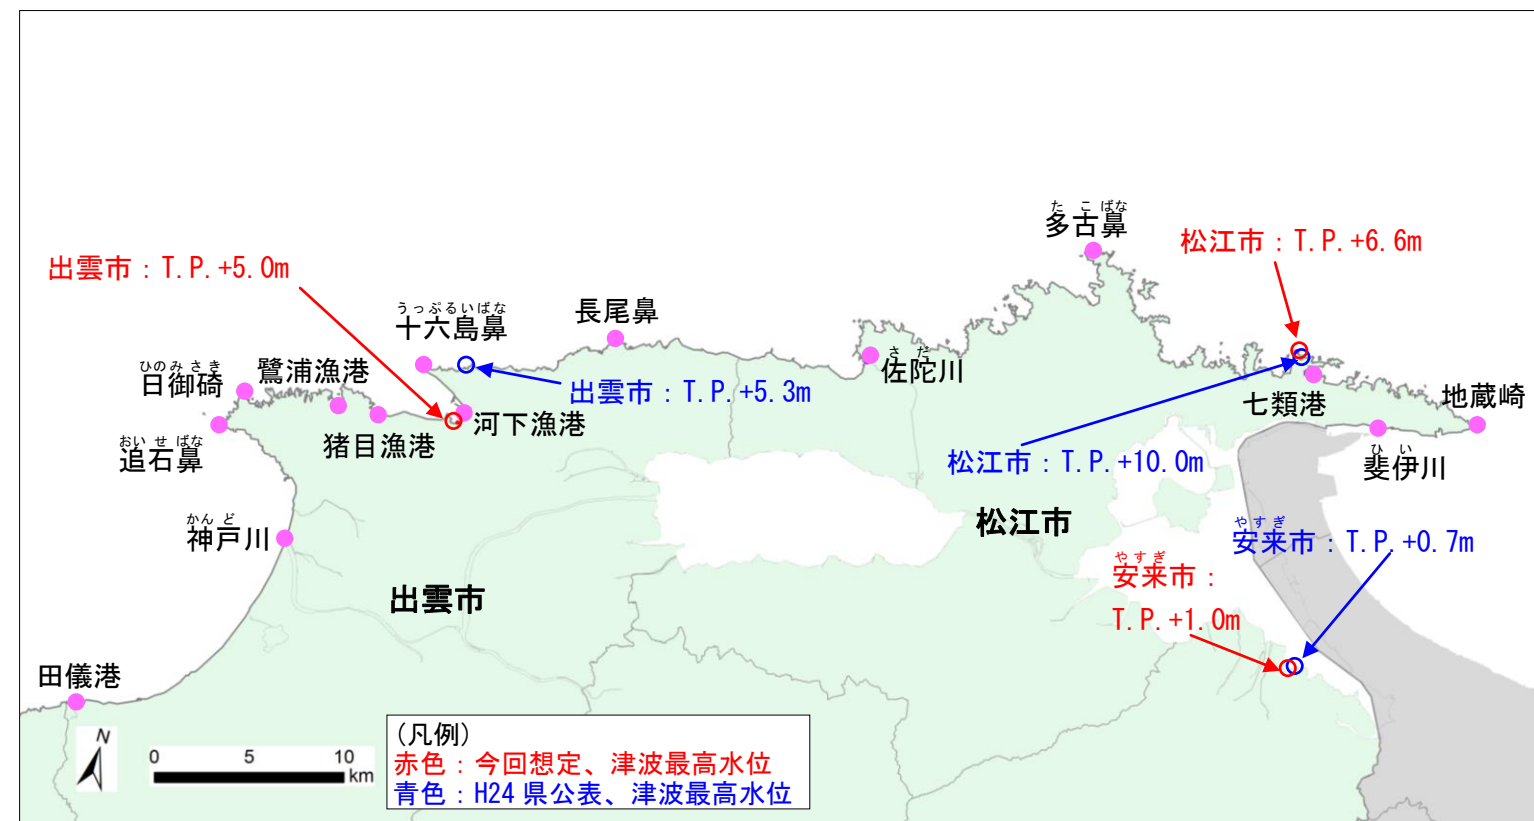 た こ ばな
多古鼻
松江市：T.P.+6.6m
出雲市：T.P.+5.0m
うっぷるいばな
十六島鼻
長尾鼻
さ だ
佐陀川
ひのみさき
日御碕
鷺浦漁港
出雲市：T.P.+5.3m
七類港
地蔵崎
猪目漁港
河下漁港
おい せ ばな
追石鼻
松江市：T.P.+10.0m
ひ い
斐伊川
かん ど
神戸川
松江市
やすぎ
安来市：T.P.+0.7m
やすぎ
安来市：
T.P.+1.0m
出雲市
田儀港
N
0 5 10
km
(凡例)
赤色：今回想定、津波最高水位
青色：H24 県公表、津波最高水位